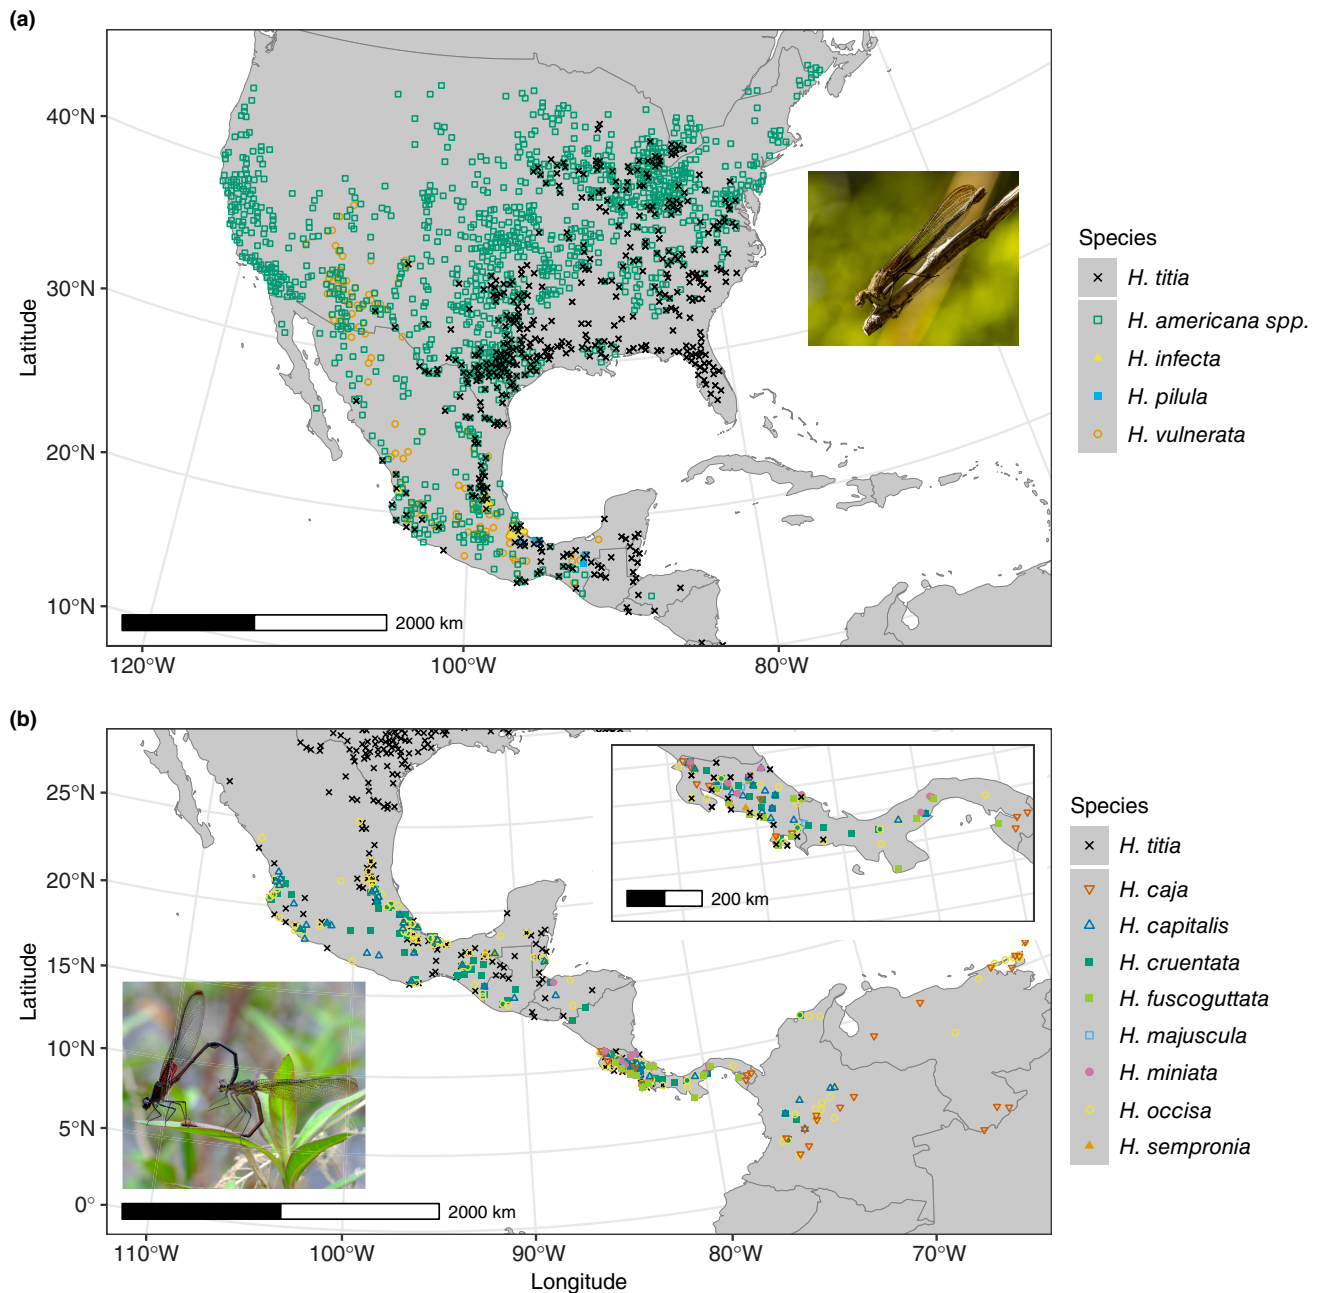 (a)
40°N
30°N
20°N
10°N
Latitude
2000 km
120°W
100°W
80°W
Species
H. titia
H. americana spp.
H. infecta
H. pilula
H. vulnerata
(b)
25°N
20°N
15°N
10°N
5°N
0°
Latitude
200 km
2000 km
110°W
100°W
90°W
80°W
70°W
Longitude
Species
H. titia
H. caja
H. capitalis
H. cruentata
H. fuscoguttata
H. majuscula
H. miniata
H. occisa
H. sempronia